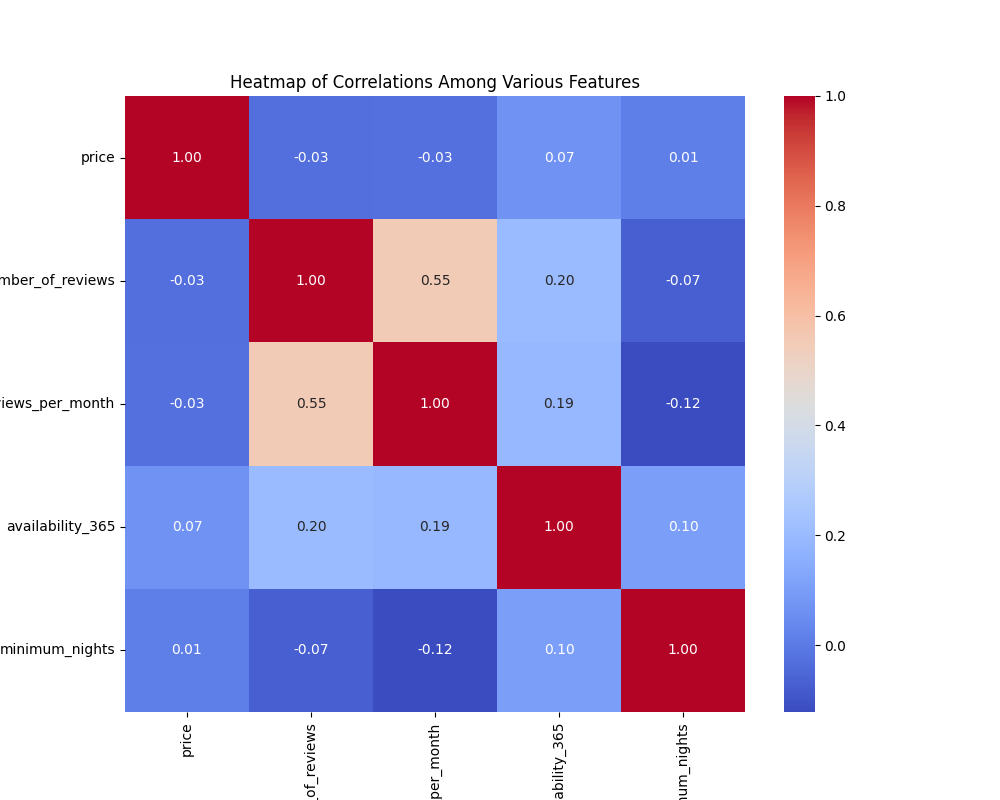 Heatmap of Correlations Among Various Features
price 1.00 -0.03 -0.03 0.07 0.01
mber_of_reviews -0.03 1.00 0.55 0.20 -0.07
iews_per_month -0.03 0.55 1.00 0.19 -0.12
availability_365 0.07 0.20 0.19 1.00 0.10
minimum_nights 0.01 -0.07 -0.12 0.10 1.00
price
_of_reviews
per_month
ability_365
um_nights
1.0
0.8
0.6
0.4
0.2
0.0